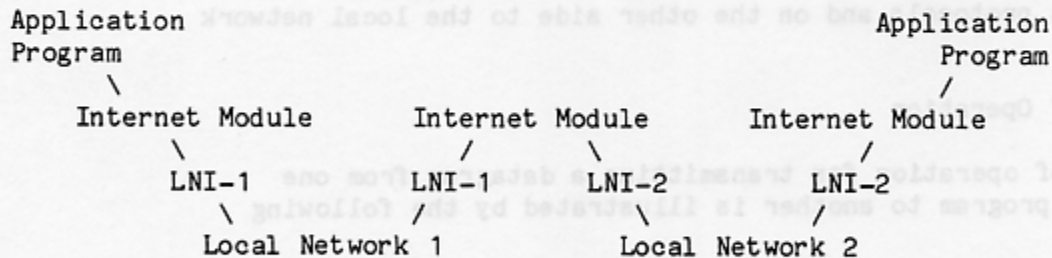 Application Application
Program Program
\ /
Internet Module Internet Module Internet Module
\ / \ /
LNI-1 LNI-1 LNI-2 LNI-2
\ / \ /
Local Network 1 Local Network 2